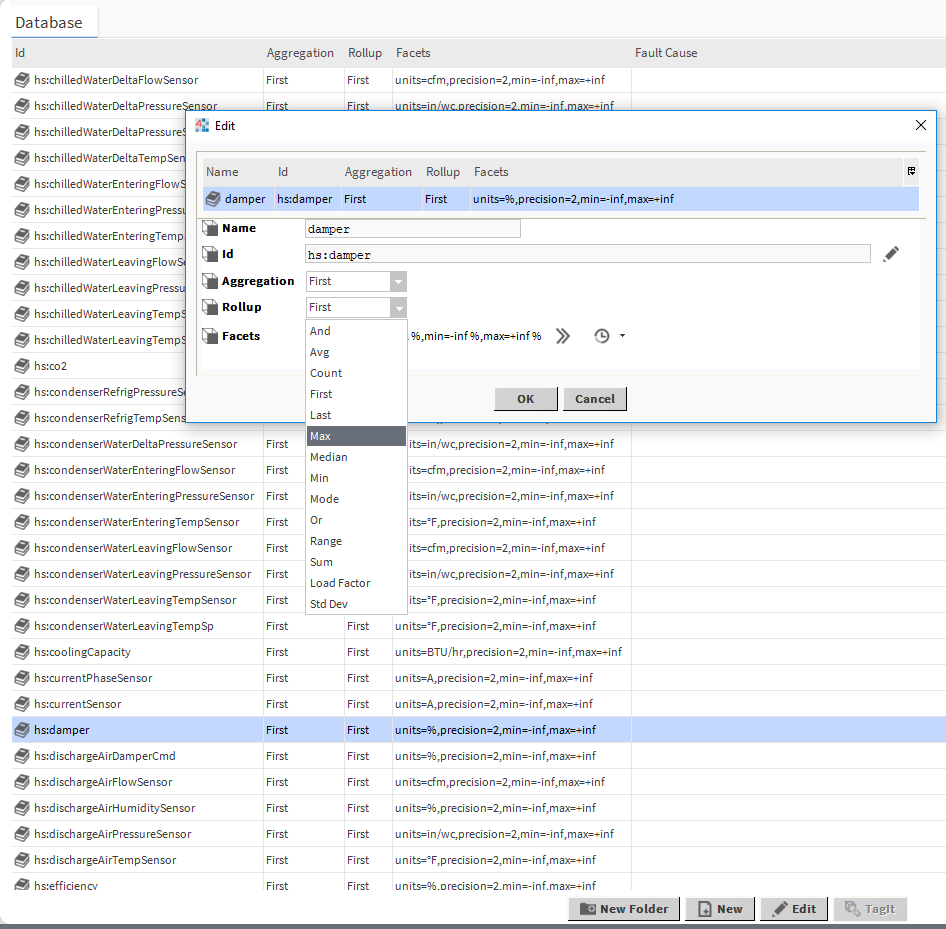 Database
Id Aggregation Rollup Facets Fault Cause
hs:chilledWaterDeltaFlowSensor First First units=cfm,precision=2,min=-inf,max=+inf
hs:chilledWaterDeltaPressureSensor First First units=in/wc,precision=2,min=-inf,max=+inf
hs:chilledWaterDeltaPressureS
hs:chilledWaterDeltaTempSen
hs:chilledWaterEnteringFlowS
hs:chilledWaterEnteringPressu
hs:chilledWaterEnteringTemp
hs:chilledWaterLeavingFlowSe
hs:chilledWaterLeavingPressu
hs:chilledWaterLeavingTempS
hs:chilledWaterLeavingTempS
hs:co2
hs:condenserRefrigPressureSe
hs:condenserRefrigTempSens
Edit
Name Id Aggregation Rollup Facets
damper hs:damper First First units=%,precision=2,min=-inf,max=+inf
Name damper
Id hs:damper
Aggregation First
Rollup First
Facets %,min=-inf %,max=+inf %
OK Cancel
And
Avg
Count
First
Last
Max
Median
Min
Mode
Or
Range
Sum
Load Factor
Std Dev
hs:condenserWaterDeltaPressureSensor First its=in/wc,precision=2,min=-inf,max=+inf
hs:condenserWaterEnteringFlowSensor First its=cfm,precision=2,min=-inf,max=+inf
hs:condenserWaterEnteringPressureSensor First its=in/wc,precision=2,min=-inf,max=+inf
hs:condenserWaterEnteringTempSensor First its=°F,precision=2,min=-inf,max=+inf
hs:condenserWaterLeavingFlowSensor First its=cfm,precision=2,min=-inf,max=+inf
hs:condenserWaterLeavingPressureSensor First its=in/wc,precision=2,min=-inf,max=+inf
hs:condenserWaterLeavingTempSensor First its=°F,precision=2,min=-inf,max=+inf
hs:condenserWaterLeavingTempSp First First units=°F,precision=2,min=-inf,max=+inf
hs:coolingCapacity First First units=BTU/hr,precision=2,min=-inf,max=+inf
hs:currentPhaseSensor First First units=A,precision=2,min=-inf,max=+inf
hs:currentSensor First First units=A,precision=2,min=-inf,max=+inf
hs:damper First First units=%,precision=2,min=-inf,max=+inf
hs:dischargeAirDamperCmd First First units=%,precision=2,min=-inf,max=+inf
hs:dischargeAirFlowSensor First First units=cfm,precision=2,min=-inf,max=+inf
hs:dischargeAirHumiditySensor First First units=%,precision=2,min=-inf,max=+inf
hs:dischargeAirPressureSensor First First units=in/wc,precision=2,min=-inf,max=+inf
hs:dischargeAirTempSensor First First units=°F,precision=2,min=-inf,max=+inf
hs:efficiency First First units=%,precision=2,min=-inf,max=+inf
New Folder New Edit TagIt